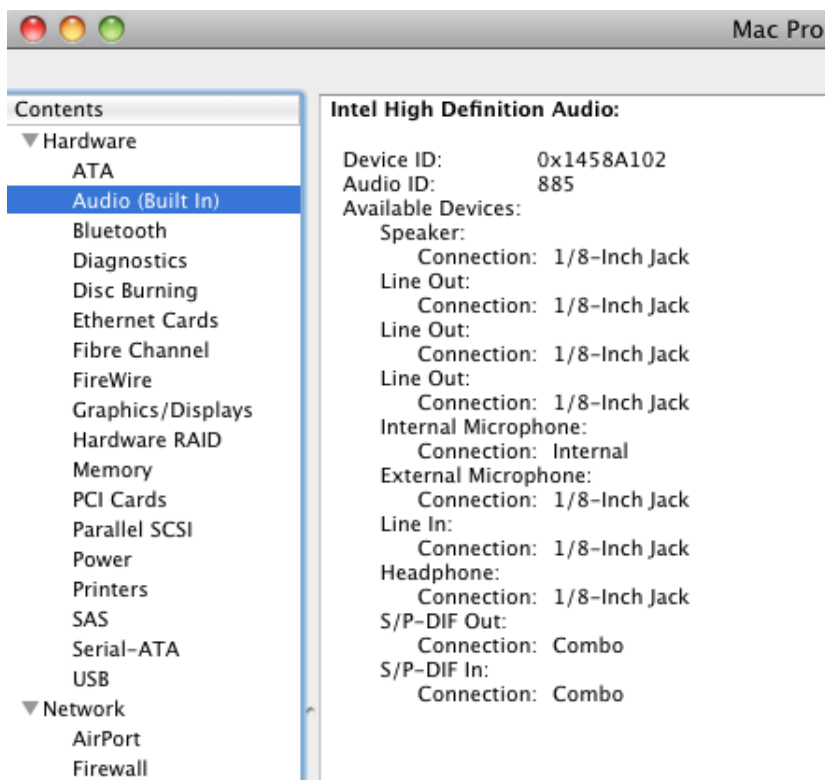 Mac Pro
Contents
Hardware
ATA
Audio (Built In)
Bluetooth
Diagnostics
Disc Burning
Ethernet Cards
Fibre Channel
FireWire
Graphics/Displays
Hardware RAID
Memory
PCI Cards
Parallel SCSI
Power
Printers
SAS
Serial-ATA
USB
Network
AirPort
Firewall
Intel High Definition Audio:
Device ID: 0x1458A102
Audio ID: 885
Available Devices:
Speaker:
Connection: 1/8-Inch Jack
Line Out:
Connection: 1/8-Inch Jack
Line Out:
Connection: 1/8-Inch Jack
Line Out:
Connection: 1/8-Inch Jack
Internal Microphone:
Connection: Internal
External Microphone:
Connection: 1/8-Inch Jack
Line In:
Connection: 1/8-Inch Jack
Headphone:
Connection: 1/8-Inch Jack
S/P-DIF Out:
Connection: Combo
S/P-DIF In:
Connection: Combo